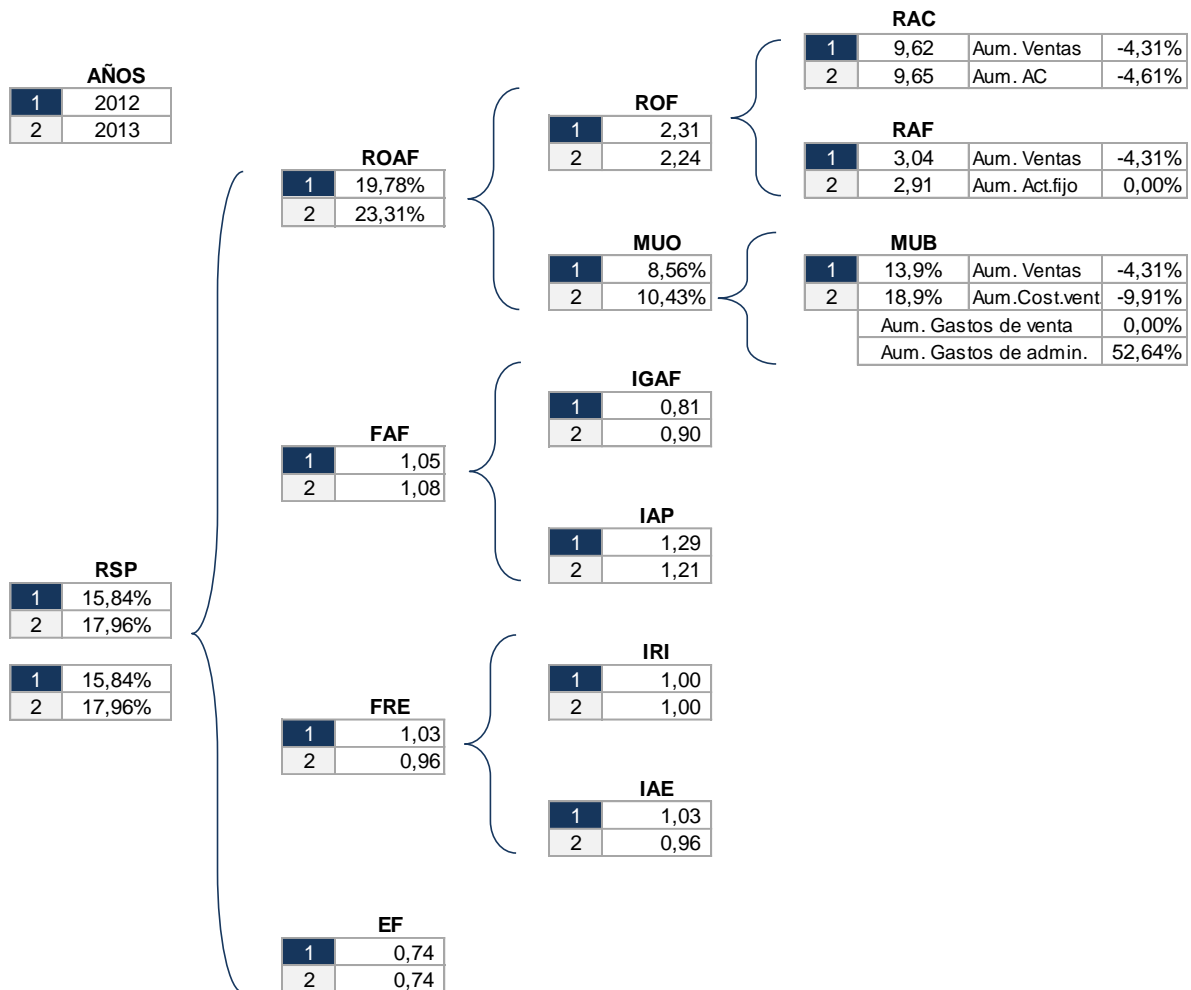 RAC
1 9,62 Aum. Ventas -4,31%
2 9,65 Aum. AC -4,61%
AÑOS
1 2012
2 2013
ROF
1 2,31
2 2,24
RAF
1 3,04 Aum. Ventas -4,31%
2 2,91 Aum. Act.fijo 0,00%
ROAF
1 19,78%
2 23,31%
MUO
1 8,56%
2 10,43%
MUB
1 13,9% Aum. Ventas -4,31%
2 18,9% Aum.Cost.vent -9,91%
Aum. Gastos de venta 0,00%
Aum. Gastos de admin. 52,64%
IGAF
1 0,81
2 0,90
FAF
1 1,05
2 1,08
IAP
1 1,29
2 1,21
RSP
1 15,84%
2 17,96%
1 15,84%
2 17,96%
IRI
1 1,00
2 1,00
FRE
1 1,03
2 0,96
IAE
1 1,03
2 0,96
EF
1 0,74
2 0,74